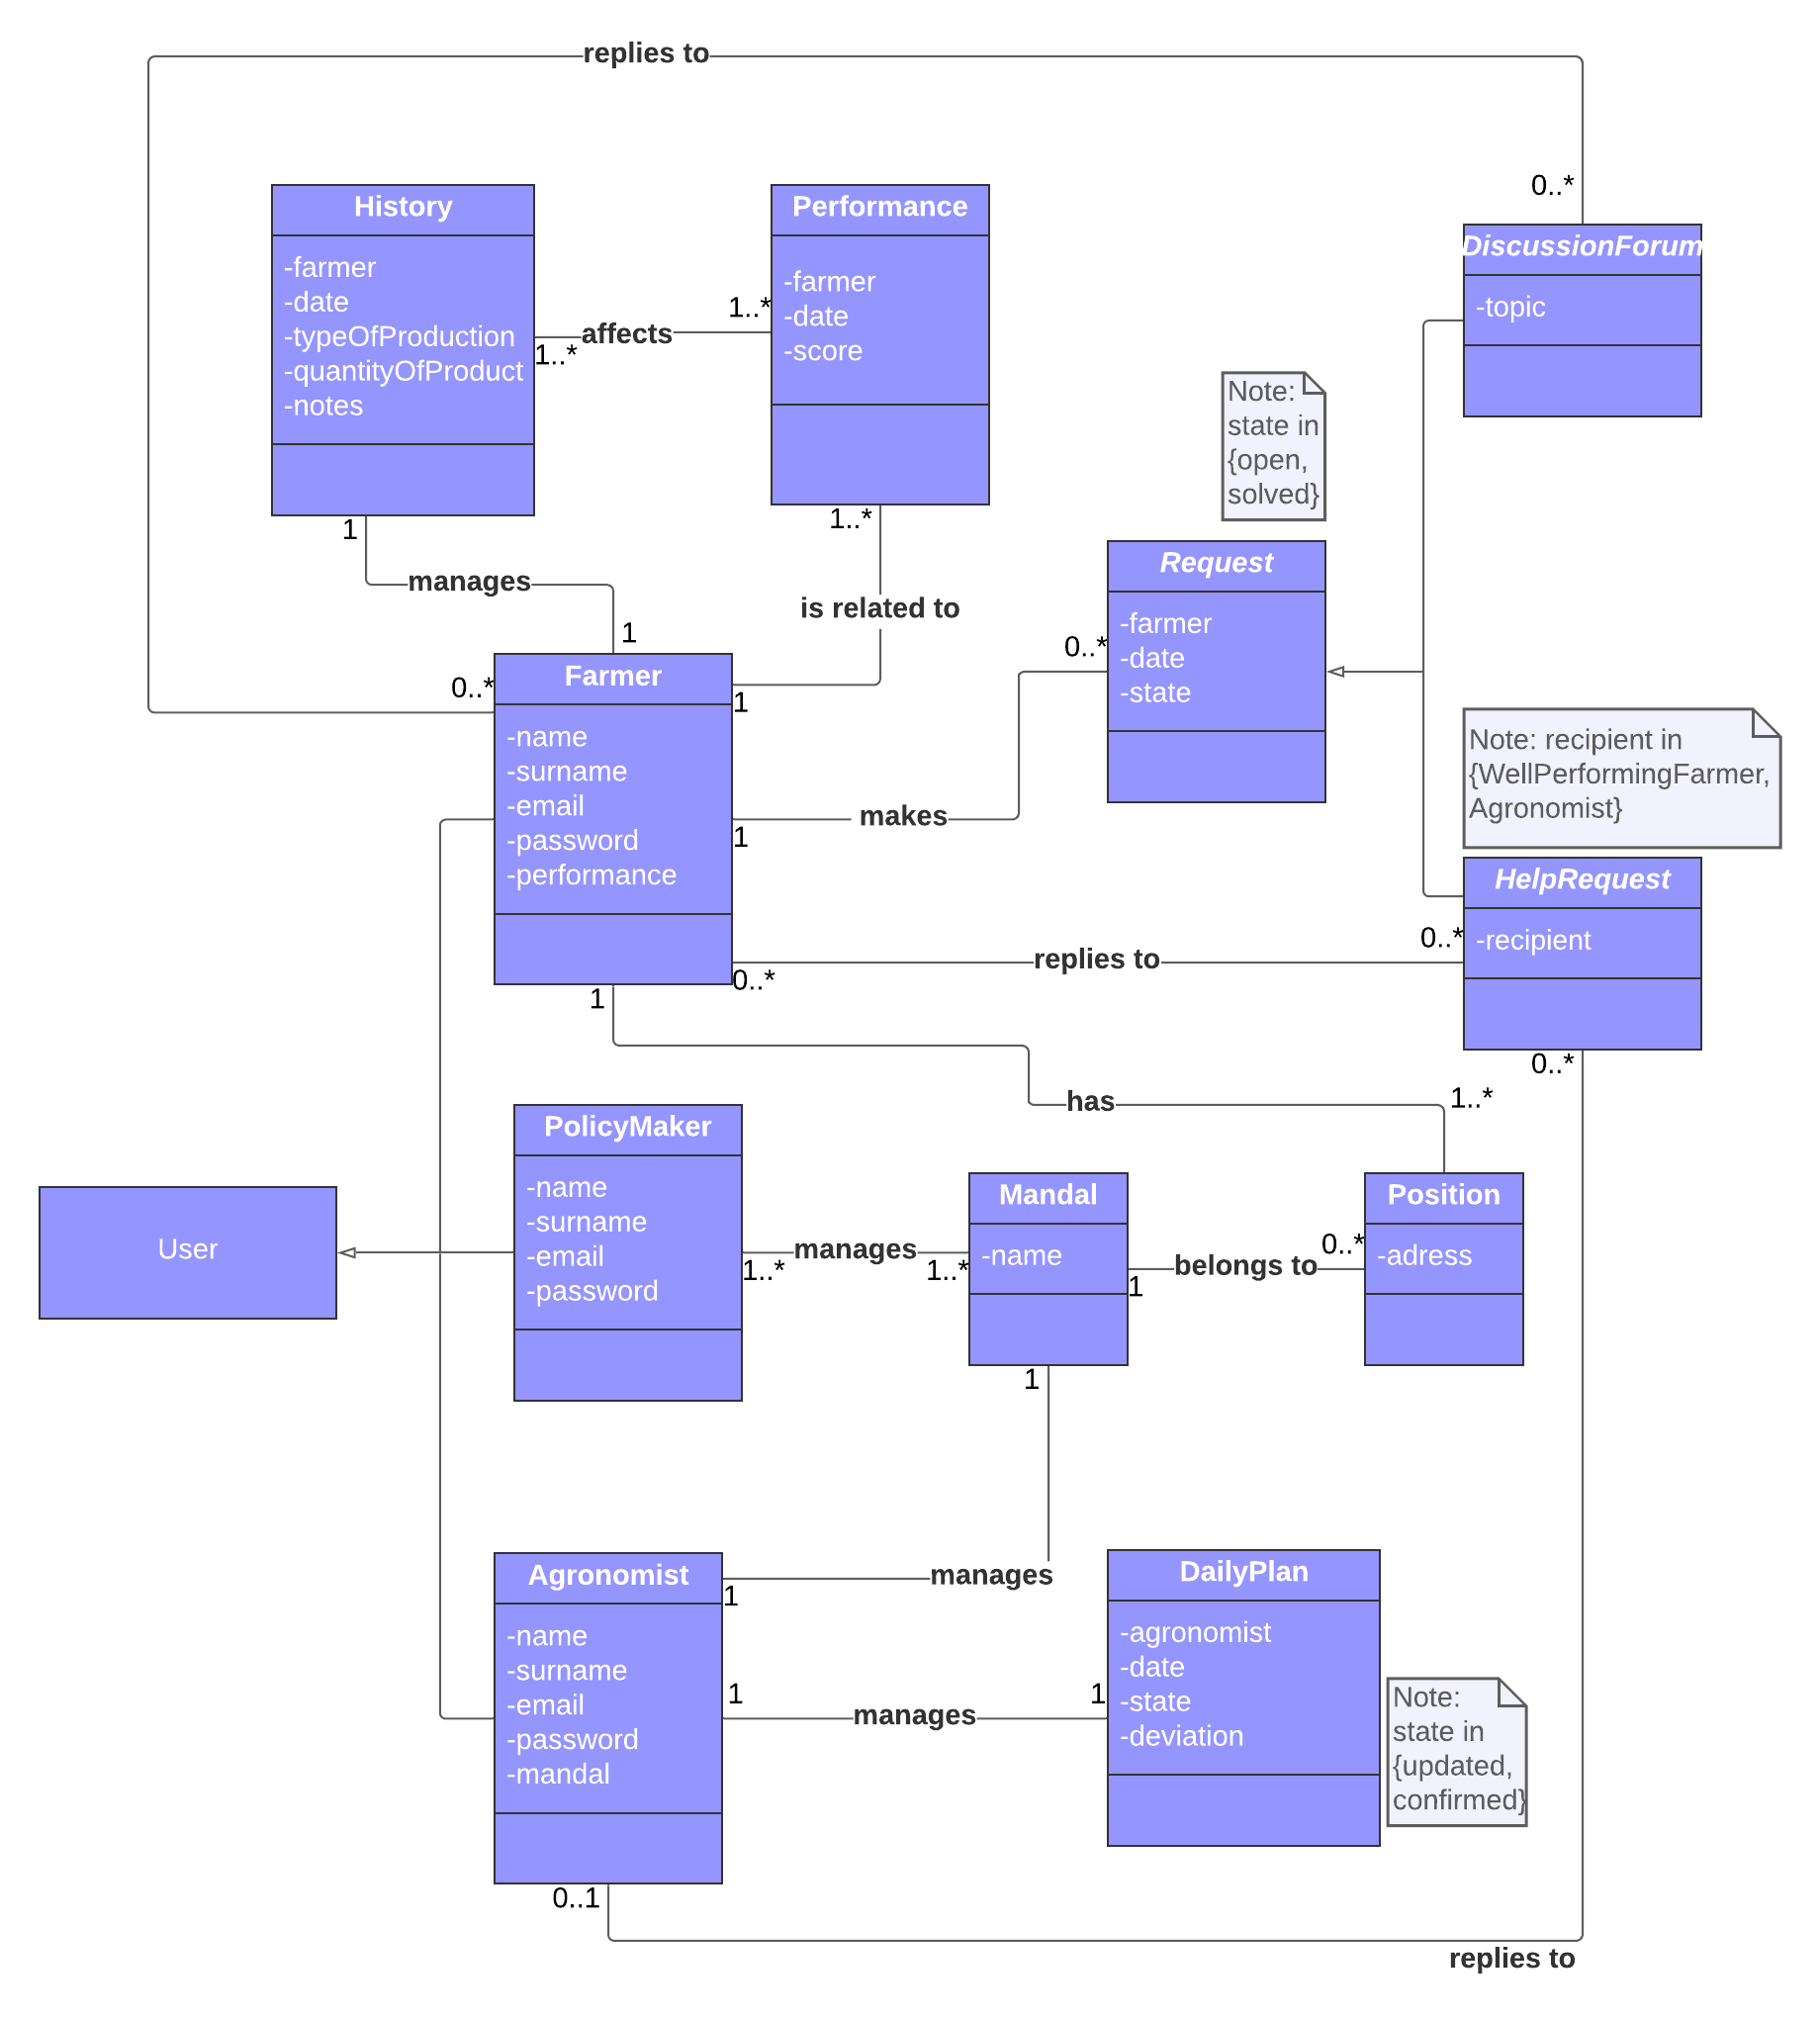 replies to
0..*
History
-farmer
-date
-typeOfProduction
-quantityOfProduct
-notes
Performance
-farmer
-date
-score
1..*
affects
1..*
DiscussionForum
-topic
Note:
state in
{open,
solved}
1
manages
1
1..*
is related to
1
Request
-farmer
-date
-state
0..*
0..*
Farmer
-name
-surname
-email
-password
-performance
makes
1
Note: recipient in
{WellPerformingFarmer,
Agronomist}
HelpRequest
-recipient
0..*
replies to
0..*
1
0..*
has
1..*
PolicyMaker
-name
-surname
-email
-password
User
manages
1..*
1..*
Mandal
-name
belongs to
1
0..*
Position
-adress
1
manages
1
Agronomist
-name
-surname
-email
-password
-mandal
1
manages
1
DailyPlan
-agronomist
-date
-state
-deviation
Note:
state in
{updated,
confirmed}
0..1
replies to